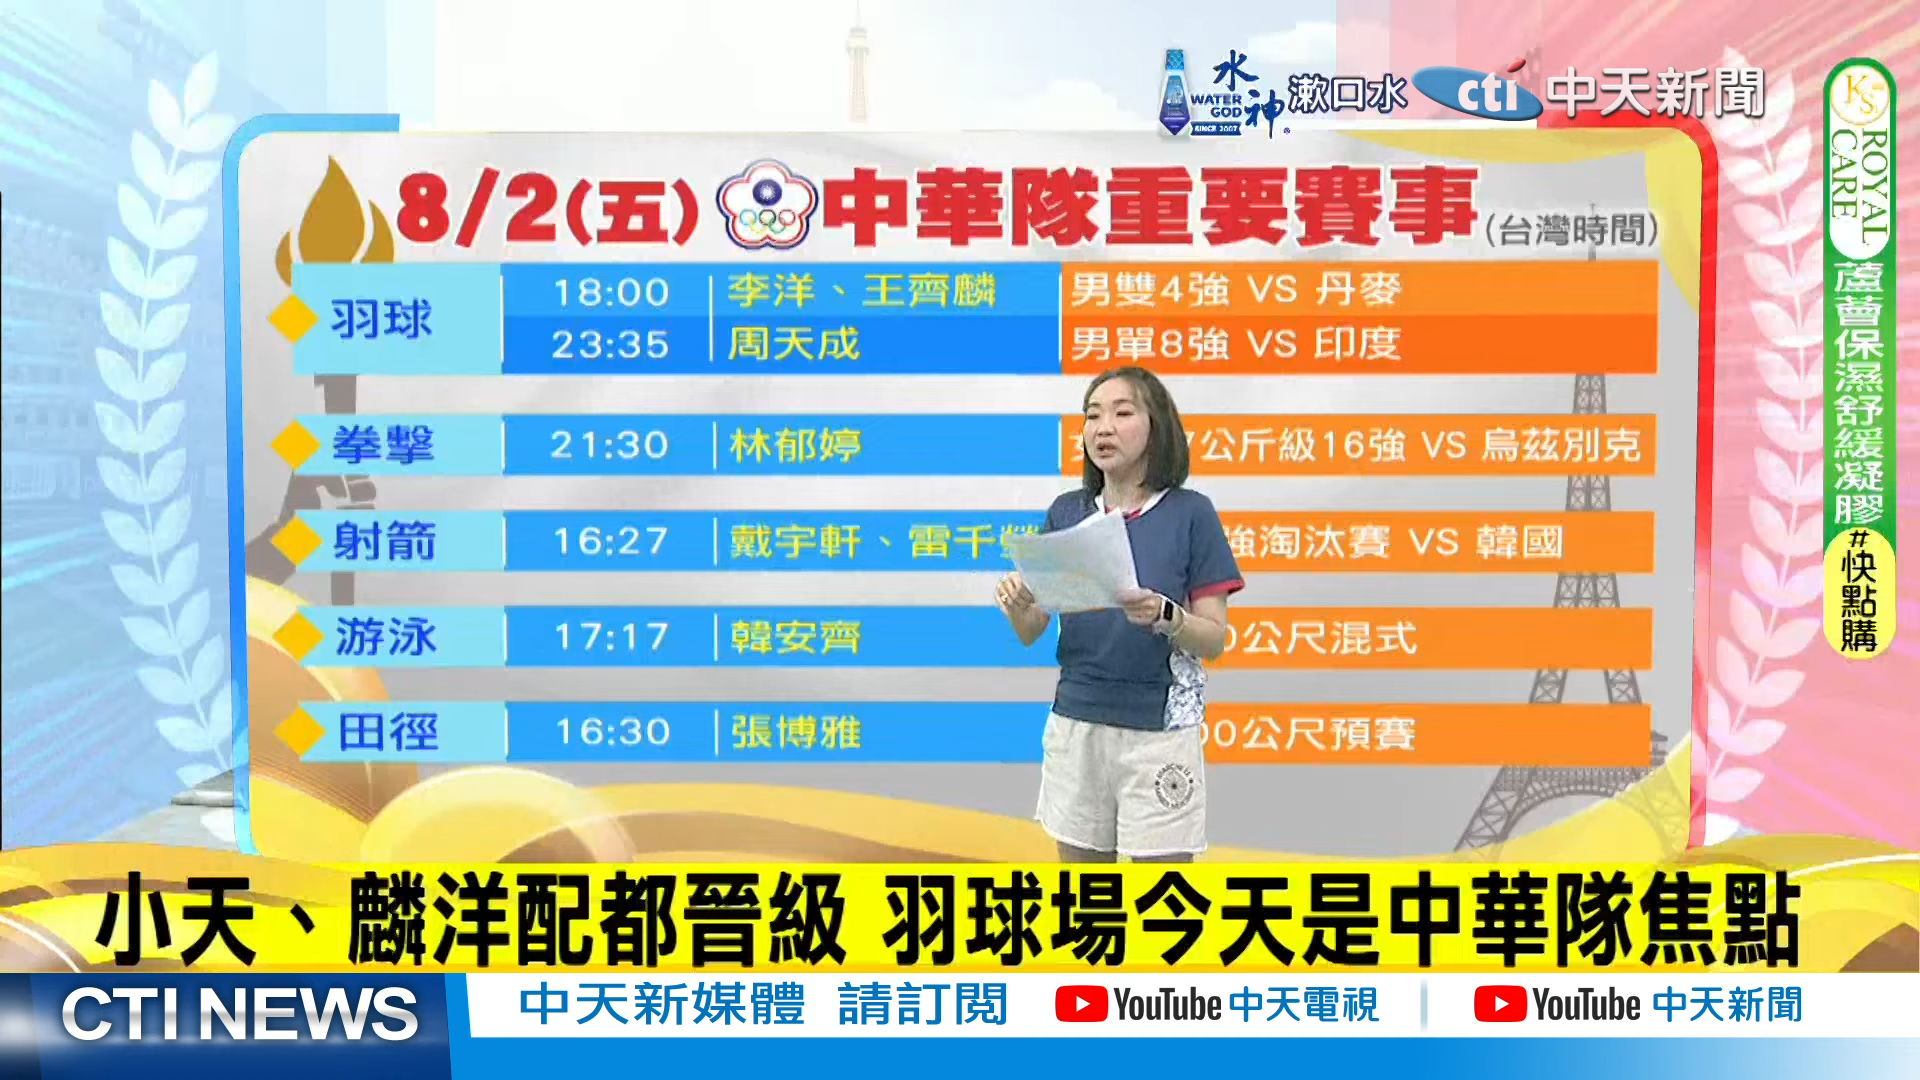 水神
WATER
GOD
SINCE 2007
漱口水
cti 中天新聞
KS
ROYAL
CARE
蘆薈保濕舒緩凝膠
#快點購
8/2(五) 中華隊重要賽事(台灣時間)
羽球 18:00 李洋、王齊麟 男雙4強 VS 丹麥
23:35 周天成 男單8強 VS 印度
拳擊 21:30 林郁婷 公斤級16強 VS 烏茲別克
射箭 16:27 戴宇軒、雷千瑩 強淘汰賽 VS 韓國
游泳 17:17 韓安齊 0公尺混式
田徑 16:30 張博雅 00公尺預賽
小天、麟洋配都晉級 羽球場今天是中華隊焦點
CTI NEWS 中天新媒體 請訂閱 YouTube 中天電視 YouTube 中天新聞